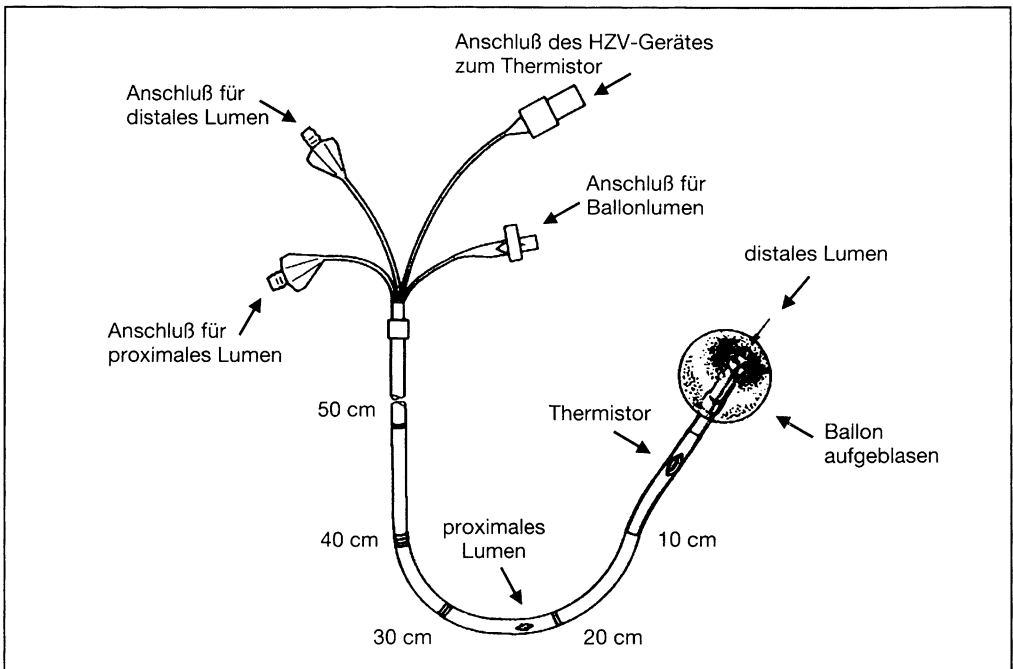 Anschluß des HZV-Gerätes
zum Thermistor
Anschluß für
distales Lumen
Anschluß für
Ballonlumen
distales Lumen
Anschluß für
proximales Lumen
50 cm
Thermistor
Ballon
aufgeblasen
40 cm
proximales
Lumen
10 cm
30 cm
20 cm